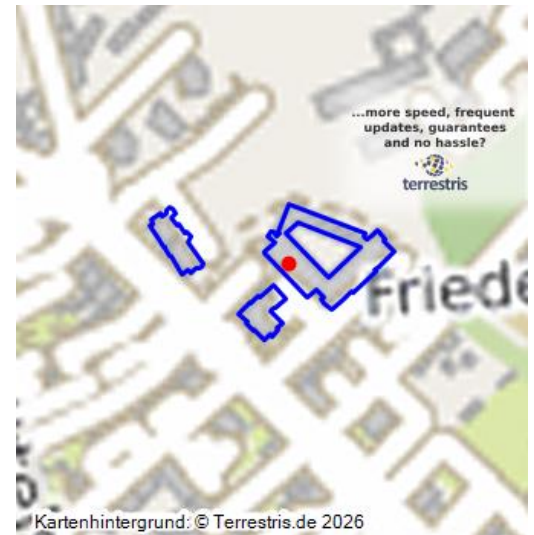 ...more speed, frequent
updates, guarantees
and no hassle?
terrestris
Friede
Kartenhintergrund: © Terrestris.de 2026